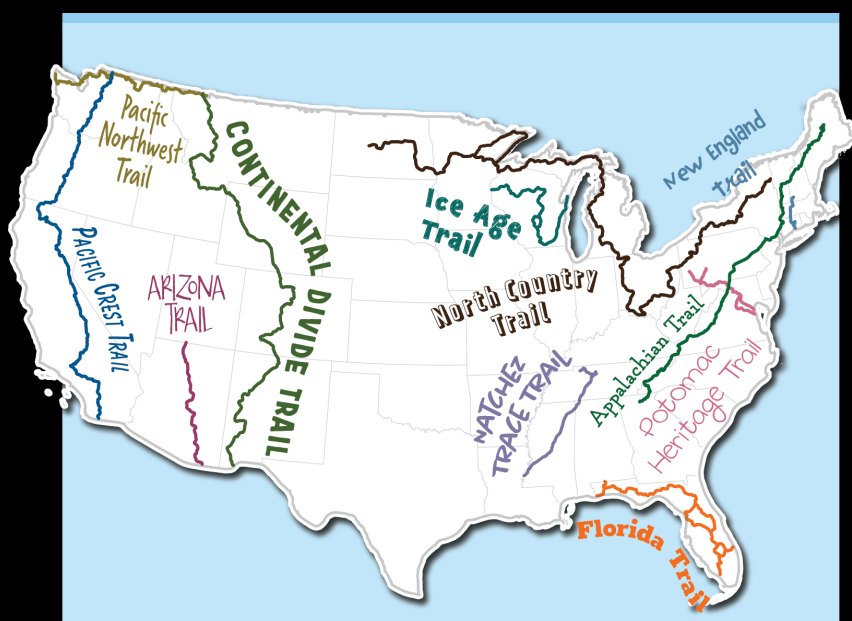 Pacific
Northwest
Trail
CONTINENTAL DIVIDE TRAIL
New England
trail
Ice Age
Trail
PACIFIC CREST TRAIL
ARIZONA
TRAIL
North Country
Trail
Appalachian Trail
NATCHEZ
TRACE TRAIL
Potomac
Heritage Trail
Florida Trail